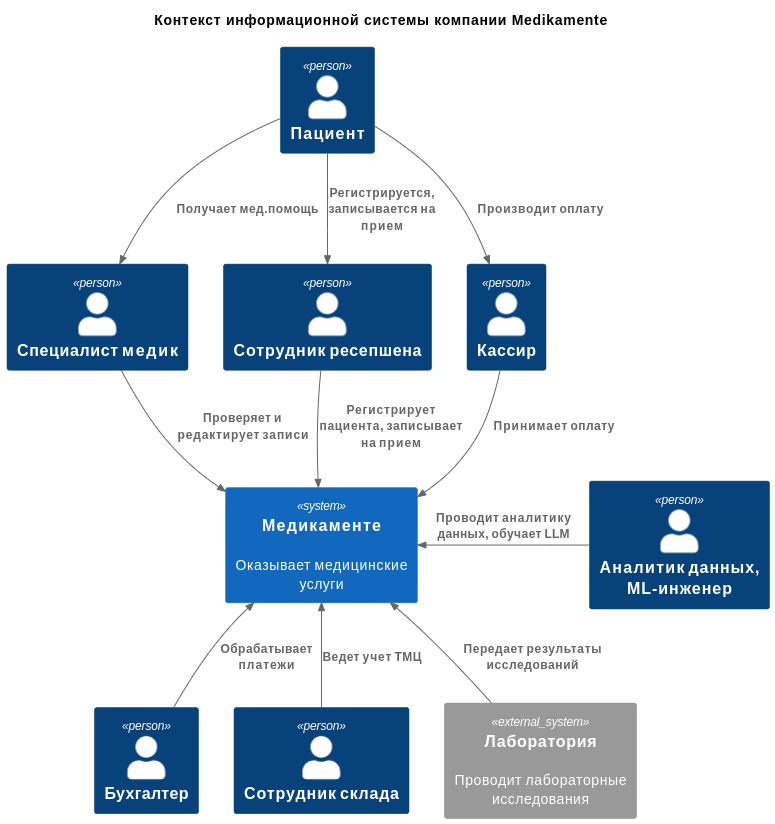 Контекст информационной системы компании Medikamente
«person»
Пациент
Получает мед.помощь
Регистрируется,
записывается на
прием
Производит оплату
«person»
Специалист медик
«person»
Сотрудник ресепшена
«person»
Кассир
Проверяет и
редактирует записи
Регистрирует
пациента, записывает
на прием
Принимает оплату
«system»
Медикаменте
Оказывает медицинские
услуги
Проводит аналитику
данных, обучает LLM
«person»
Аналитик данных,
ML-инженер
Обрабатывает
платежи
Ведет учет ТМЦ
Передает результаты
исследований
«person»
Бухгалтер
«person»
Сотрудник склада
«external_system»
Лаборатория
Проводит лабораторные
исследования